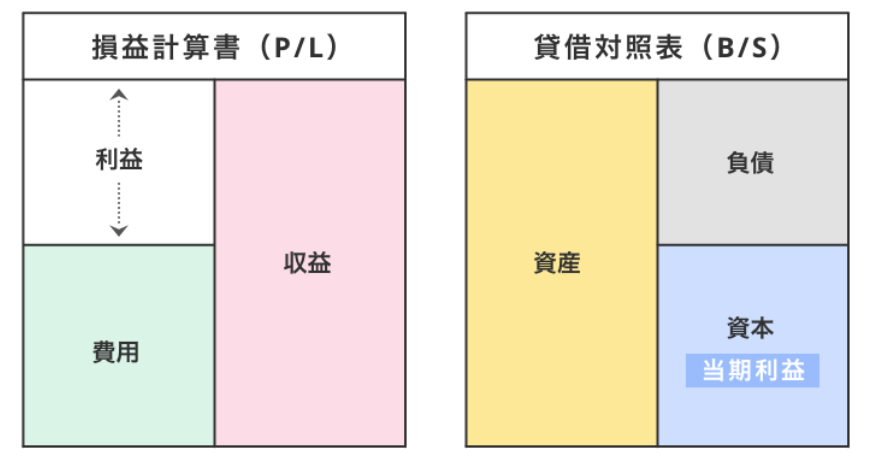 損益計算書（P/L）
利益
費用
収益
貸借対照表（B/S）
資産
負債
資本
当期利益